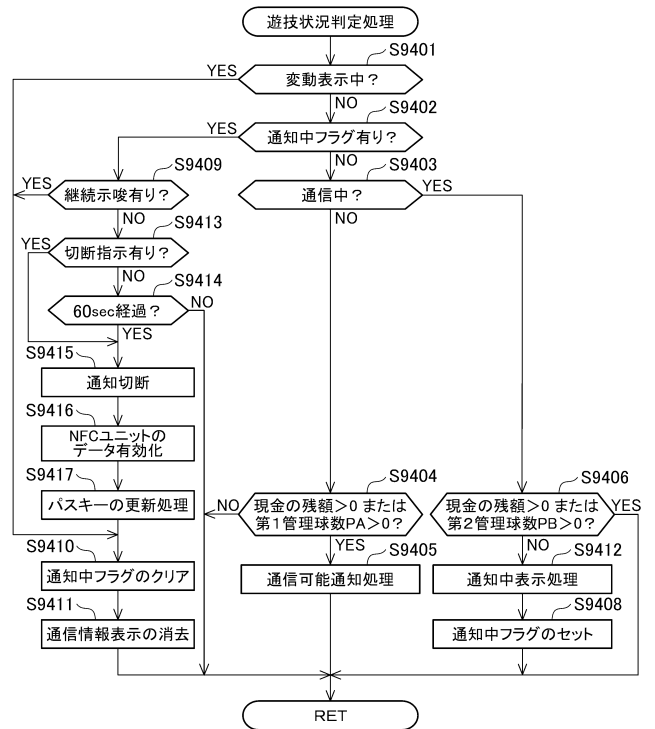 遊技状況判定処理
S9401
変動表示中？
YES
NO
S9402
通知中フラグ有り？
YES
NO
S9403
通信中？
YES
NO
S9409
継続示唆有り？
YES
NO
S9413
切断指示有り？
YES
NO
S9414
60sec経過？
NO
YES
S9415
通知切断
S9416
NFCユニットの
データ有効化
S9417
パスキーの更新処理
S9410
通知中フラグのクリア
S9411
通信情報表示の消去
S9404
現金の残額>0 または
第1管理球数PA>0？
NO
YES
S9405
通信可能通知処理
S9406
現金の残額>0 または
第2管理球数PB>0？
YES
NO
S9412
通知中表示処理
S9408
通知中フラグのセット
RET